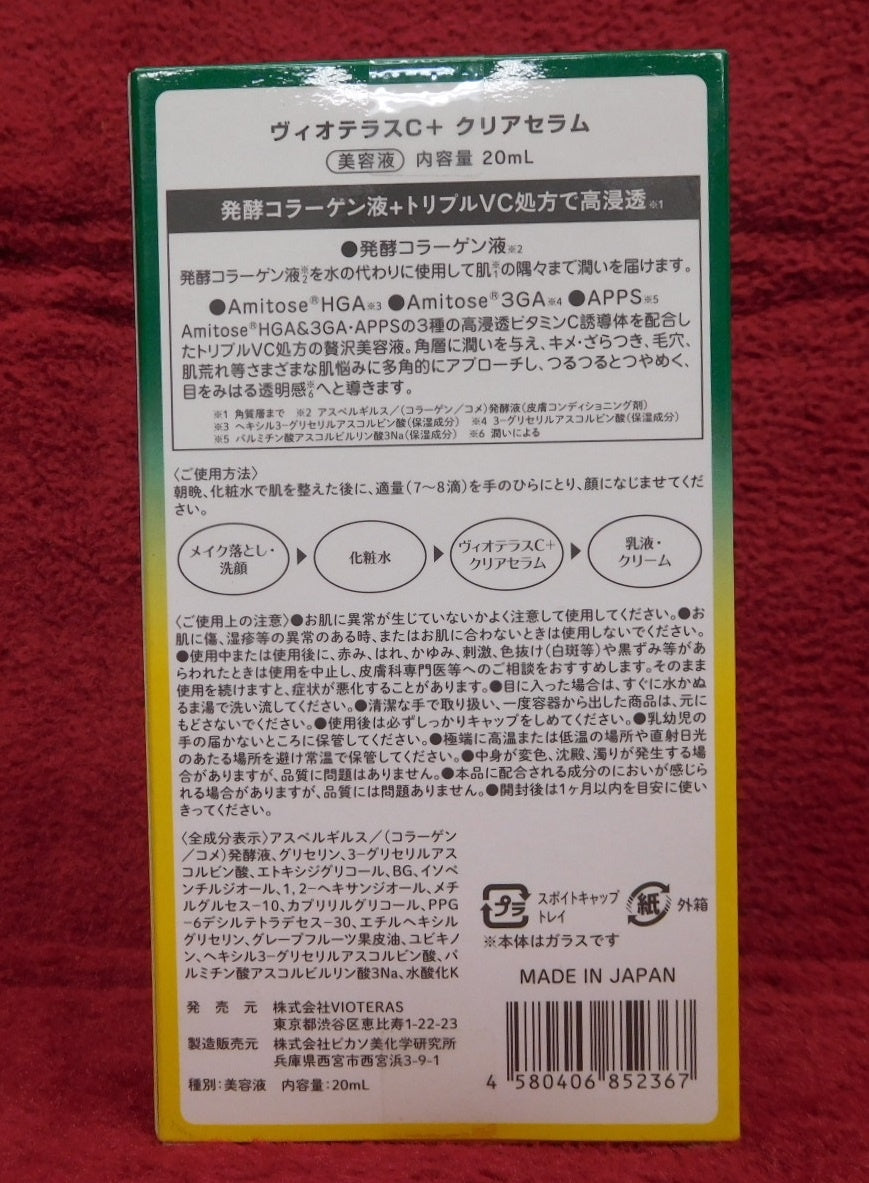 ヴィオテラスC+ クリアセラム
美容液 内容量 20mL
発酵コラーゲン液+トリプルVC処方で高浸透※1
●発酵コラーゲン液※2
発酵コラーゲン液※2を水の代わりに使用して肌※1の隅々まで潤いを届けます。
●Amitose®HGA※3 ●Amitose®3GA※4 ●APPS※5
Amitose®HGA&3GA・APPSの3種の高浸透ビタミンC誘導体を配合し
たトリプルVC処方の贅沢美容液。角層に潤いを与え、キメ・ざらつき、毛穴、
肌荒れ等さまざまな肌悩みに多角的にアプローチし、つるつるとつやめく、
目をみはる透明感※6へと導きます。
※1 角質層まで ※2 アスペルギルス/(コラーゲン/コメ)発酵液(皮膚コンディショニング剤)
※3 ヘキシル3-グリセリルアスコルビン酸(保湿成分) ※4 3-グリセリルアスコルビン酸(保湿成分)
※5 パルミチン酸アスコルビルリン酸3Na(保湿成分) ※6 潤いによる
〈ご使用方法〉
朝晩、化粧水で肌を整えた後に、適量(7〜8滴)を手のひらにとり、顔になじませてくだ
さい。
メイク落とし・
洗顔
化粧水
ヴィオテラスC+
クリアセラム
乳液・
クリーム
〈ご使用上の注意〉●お肌に異常が生じていないかよく注意して使用してください。●お
肌に傷、湿疹等の異常のある時、またはお肌に合わないときは使用しないでください。
●使用中または使用後に、赤み、はれ、かゆみ、刺激、色抜け(白斑等)や黒ずみ等があ
らわれたときは使用を中止し、皮膚科専門医等へのご相談をおすすめします。そのまま
使用を続けますと、症状が悪化することがあります。●目に入った場合は、すぐに水かぬ
るま湯で洗い流してください。●清潔な手で取り扱い、一度容器から出した商品は、元に
もどさないでください。●使用後は必ずしっかりキャップをしめてください。●乳幼児の
手の届かないところに保管してください。●極端に高温または低温の場所や直射日光
のあたる場所を避け常温で保管してください。●中身が変色、沈殿、濁りが発生する場
合がありますが、品質に問題はありません。●本品に配合される成分のにおいが感じら
れる場合がありますが、品質には問題ありません。●開封後は1ヶ月以内を目安に使い
きってください。
〈全成分表示〉アスペルギルス/(コラーゲン
/コメ)発酵液、グリセリン、3-グリセリルアス
コルビン酸、エトキシジグリコール、BG、イソペ
ンチルジオール、1,2-ヘキサンジオール、メチ
ルグルセス-10、カプリリルグリコール、PPG
-6デシルテトラデセス-30、エチルヘキシル
グリセリン、グレープフルーツ果皮油、ユビキノ
ン、ヘキシル3-グリセリルアスコルビン酸、パ
ルミチン酸アスコルビルリン酸3Na、水酸化K
プラ スポイトキャップ
トレイ
紙 外箱
※本体はガラスです
MADE IN JAPAN
発売元 株式会社VIOTERAS
東京都渋谷区恵比寿1-22-23
製造販売元 株式会社ピカソ美化学研究所
兵庫県西宮市西宮浜3-9-1
種別:美容液 内容量:20mL
4 580406 852367